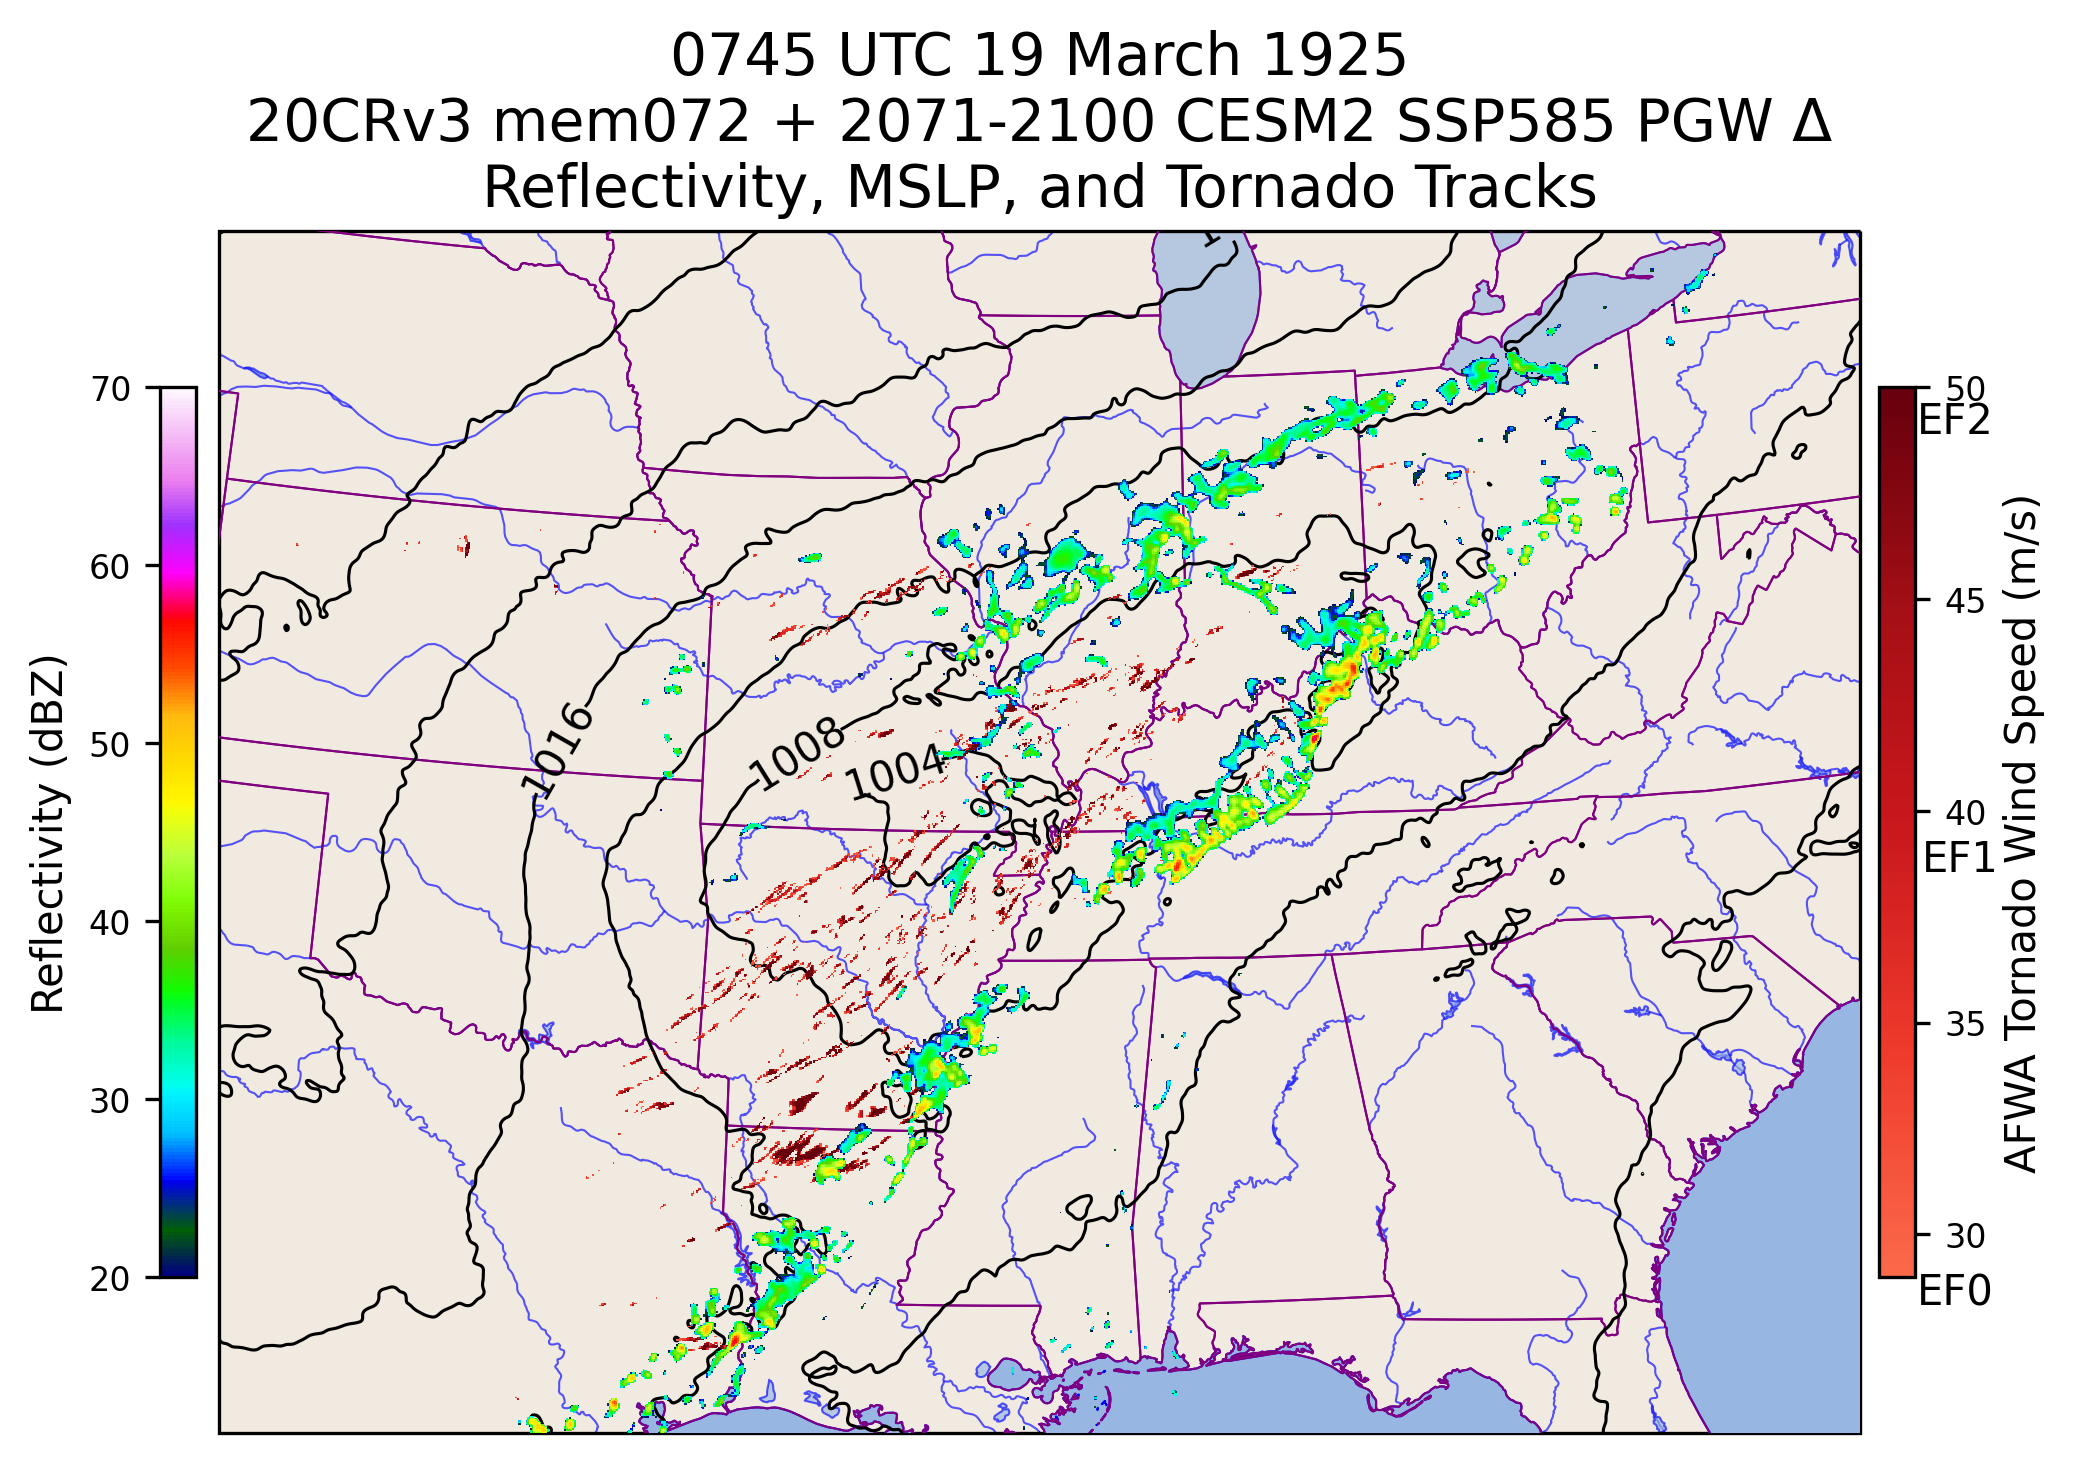 0745 UTC 19 March 1925
20CRv3 mem072 + 2071-2100 CESM2 SSP585 PGW Δ
Reflectivity, MSLP, and Tornado Tracks
70
60
50
40
30
20
Reflectivity (dBZ)
1016
1008
1004
50
EF2
45
40
EF1
35
30
EF0
AFWA Tornado Wind Speed (m/s)